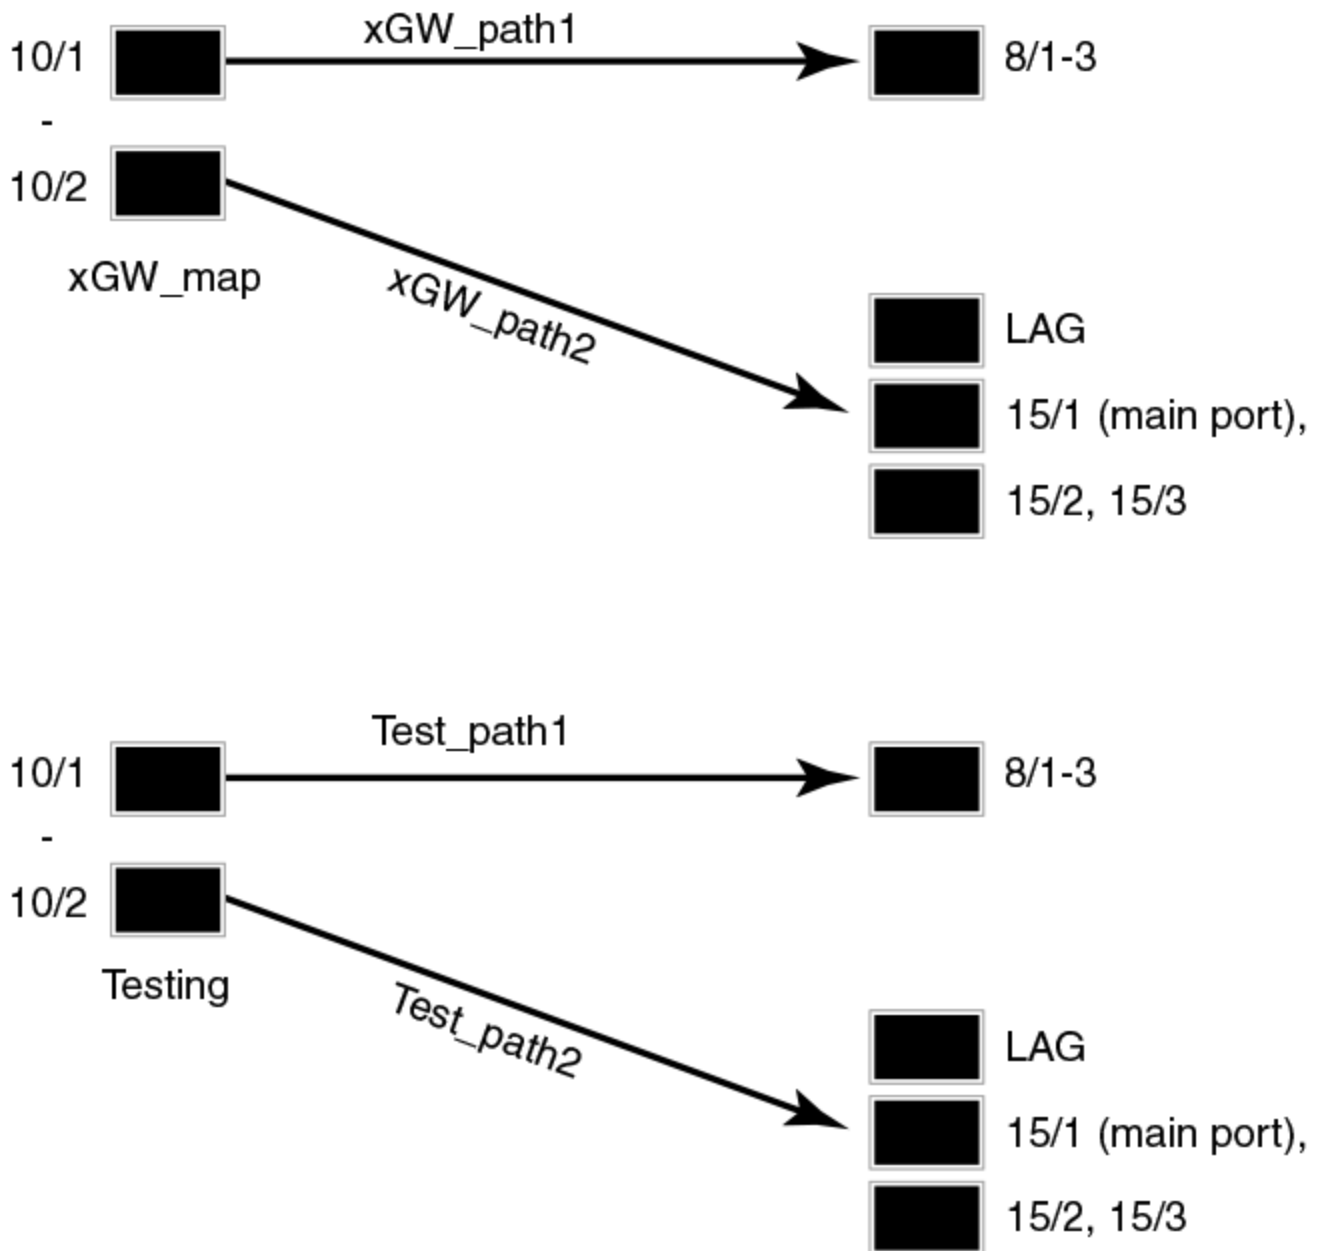 xGW_path1
10/1
8/1-3
-
10/2
xGW_map
xGW_path2
LAG
15/1 (main port),
15/2, 15/3
Test_path1
10/1
8/1-3
-
10/2
Testing
Test_path2
LAG
15/1 (main port),
15/2, 15/3